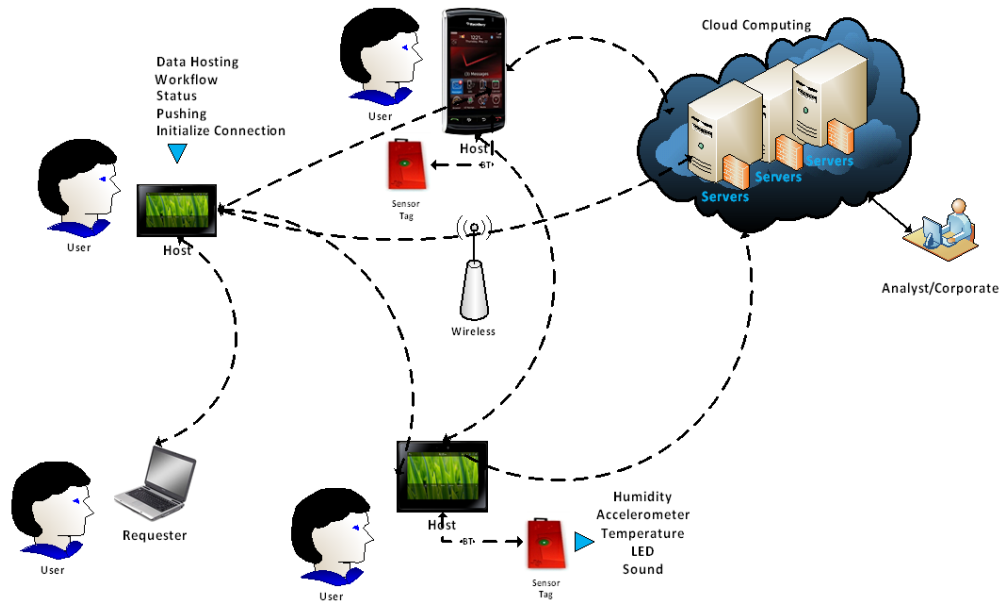 Cloud Computing
Data Hosting
Workflow
Status
Pushing
Initialize Connection
User
Host
BT
Sensor
Tag
Servers
Servers
Servers
User
Host
Wireless
Analyst/Corporate
Requester
User
Host
BT
Sensor
Tag
Humidity
Accelerometer
Temperature
LED
Sound
User